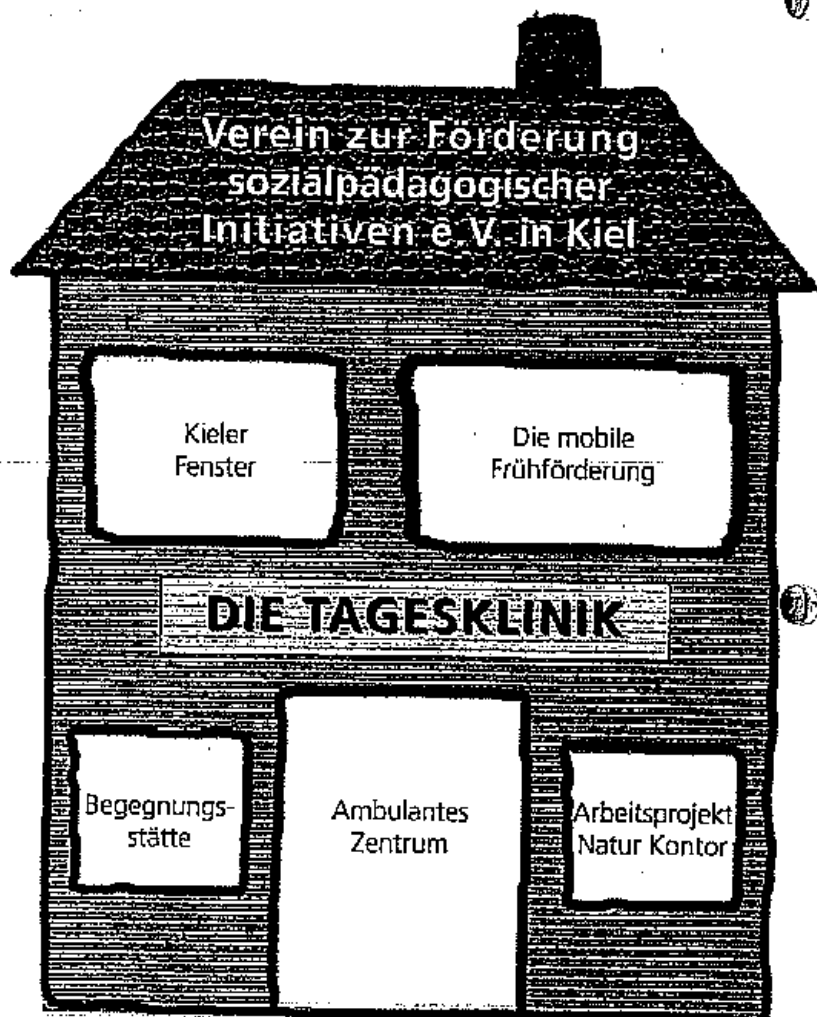 Verein zur Förderung
sozialpädagogischer
Initiativen e.V. in Kiel
Kieler
Fenster
Die mobile
Frühförderung
DIE TAGESKLINIK
Begegnungs-
stätte
Ambulantes
Zentrum
Arbeitsprojekt
Natur Kontor